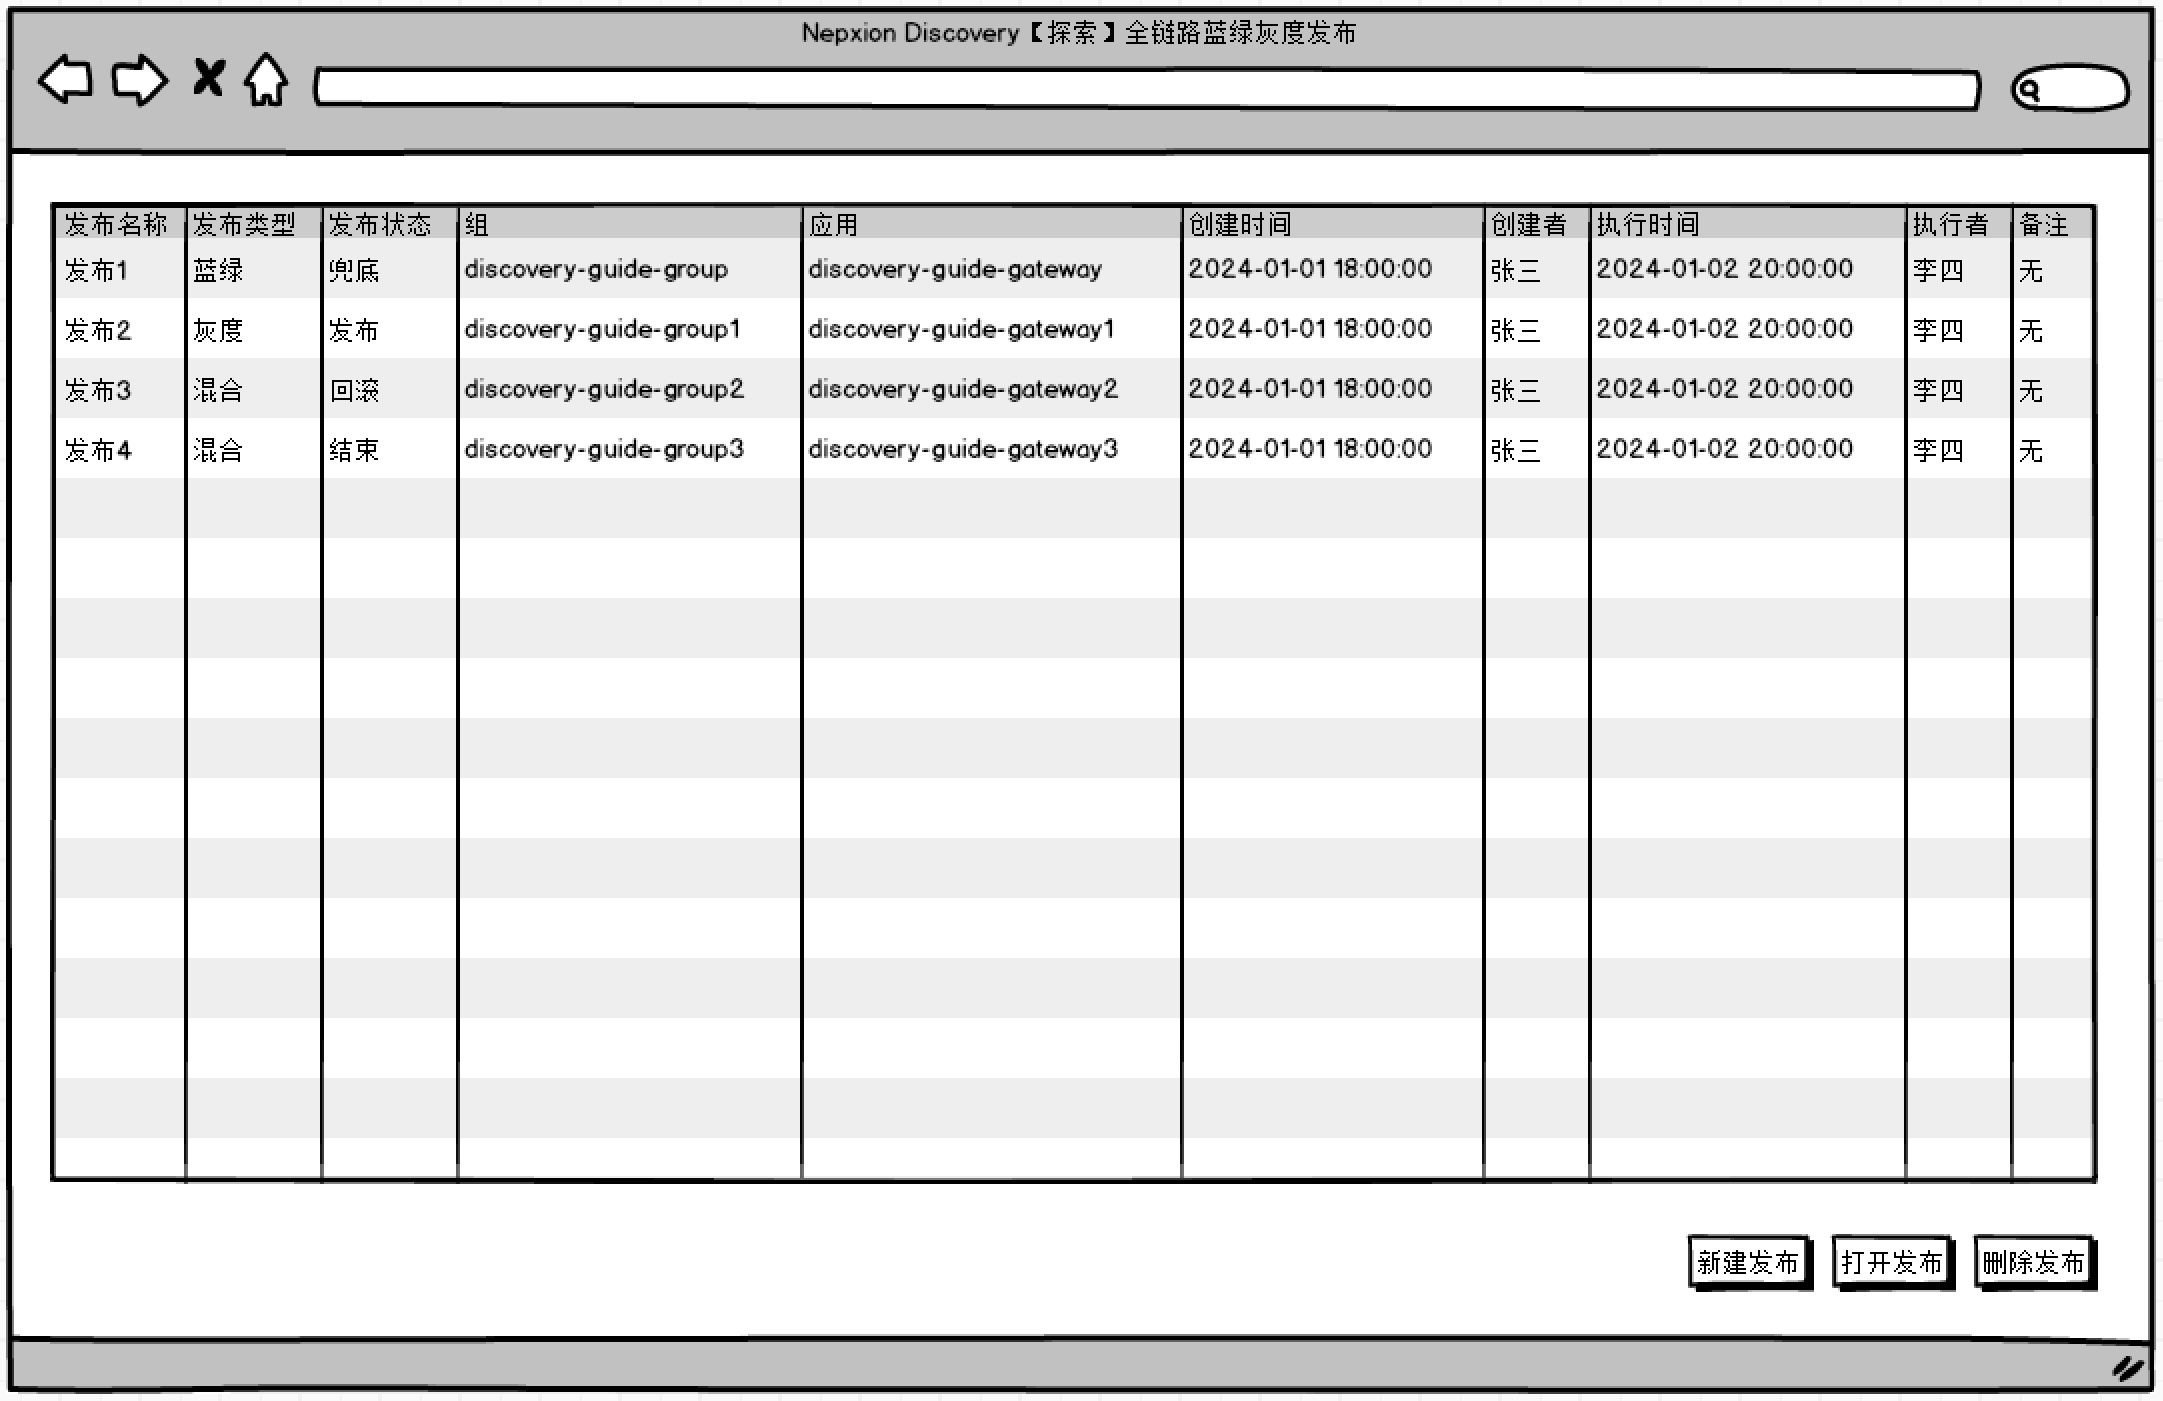 Nepxion Discovery【探索】全链路蓝绿灰度发布
发布名称 发布类型 发布状态 组 应用 创建时间 创建者 执行时间 执行者 备注
发布1 蓝绿 兜底 discovery-guide-group discovery-guide-gateway 2024-01-01 18:00:00 张三 2024-01-02 20:00:00 李四 无
发布2 灰度 发布 discovery-guide-group1 discovery-guide-gateway1 2024-01-01 18:00:00 张三 2024-01-02 20:00:00 李四 无
发布3 混合 回滚 discovery-guide-group2 discovery-guide-gateway2 2024-01-01 18:00:00 张三 2024-01-02 20:00:00 李四 无
发布4 混合 结束 discovery-guide-group3 discovery-guide-gateway3 2024-01-01 18:00:00 张三 2024-01-02 20:00:00 李四 无
新建发布 打开发布 删除发布